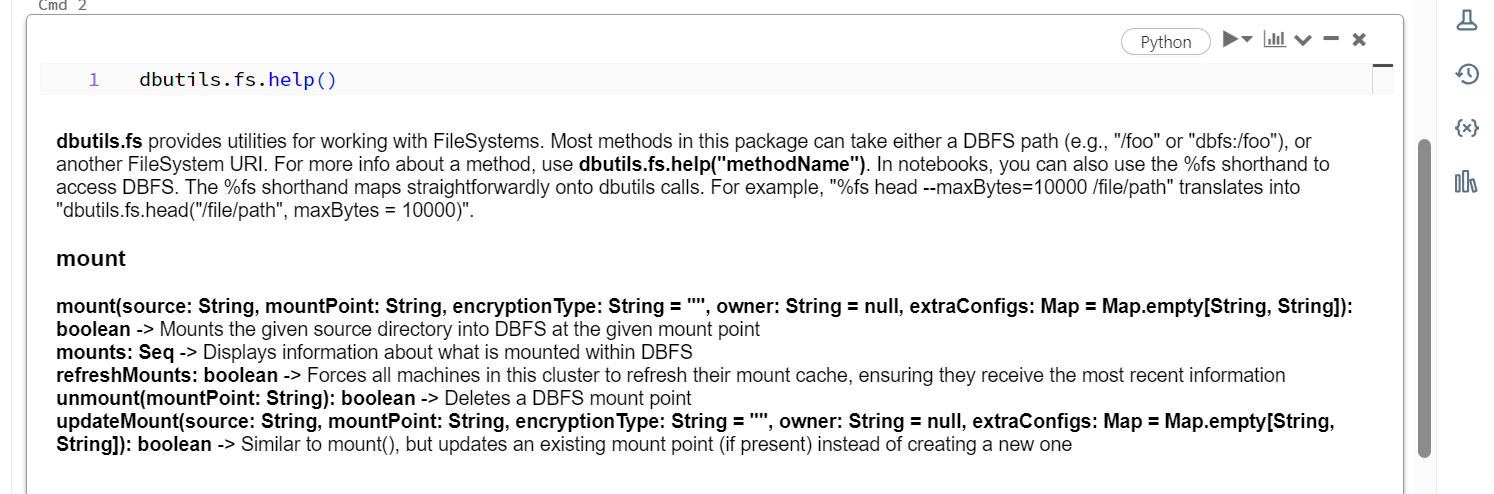 Cmd 2
Python
1 dbutils.fs.help()
dbutils.fs provides utilities for working with FileSystems. Most methods in this package can take either a DBFS path (e.g., "/foo" or "dbfs:/foo"), or
another FileSystem URI. For more info about a method, use dbutils.fs.help("methodName"). In notebooks, you can also use the %fs shorthand to
access DBFS. The %fs shorthand maps straightforwardly onto dbutils calls. For example, "%fs head --maxBytes=10000 /file/path" translates into
"dbutils.fs.head("/file/path", maxBytes = 10000)".
mount
mount(source: String, mountPoint: String, encryptionType: String = "", owner: String = null, extraConfigs: Map = Map.empty[String, String]):
boolean -> Mounts the given source directory into DBFS at the given mount point
mounts: Seq -> Displays information about what is mounted within DBFS
refreshMounts: boolean -> Forces all machines in this cluster to refresh their mount cache, ensuring they receive the most recent information
unmount(mountPoint: String): boolean -> Deletes a DBFS mount point
updateMount(source: String, mountPoint: String, encryptionType: String = "", owner: String = null, extraConfigs: Map = Map.empty[String,
String]): boolean -> Similar to mount(), but updates an existing mount point (if present) instead of creating a new one